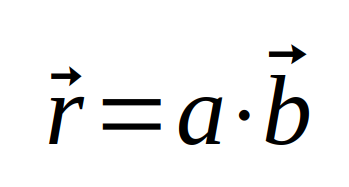 r⃗ = a · b⃗